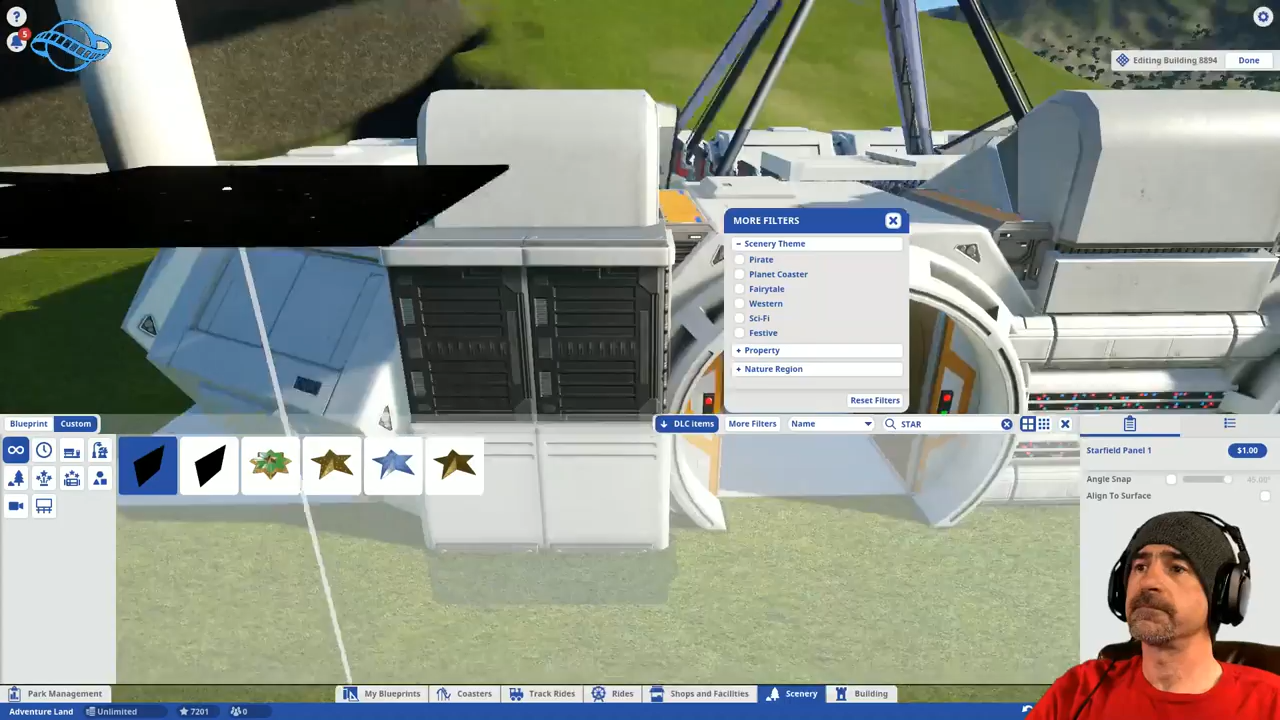 ?
5
Editing Building 8894
Done
MORE FILTERS
− Scenery Theme
Pirate
Planet Coaster
Fairytale
Western
Sci-Fi
Festive
+ Property
+ Nature Region
Reset Filters
Blueprint
Custom
DLC items
More Filters
Name
STAR
Starfield Panel 1
$1.00
Angle Snap
45.00°
Align To Surface
Park Management
My Blueprints
Coasters
Track Rides
Rides
Shops and Facilities
Scenery
Building
Adventure Land
Unlimited
7201
0